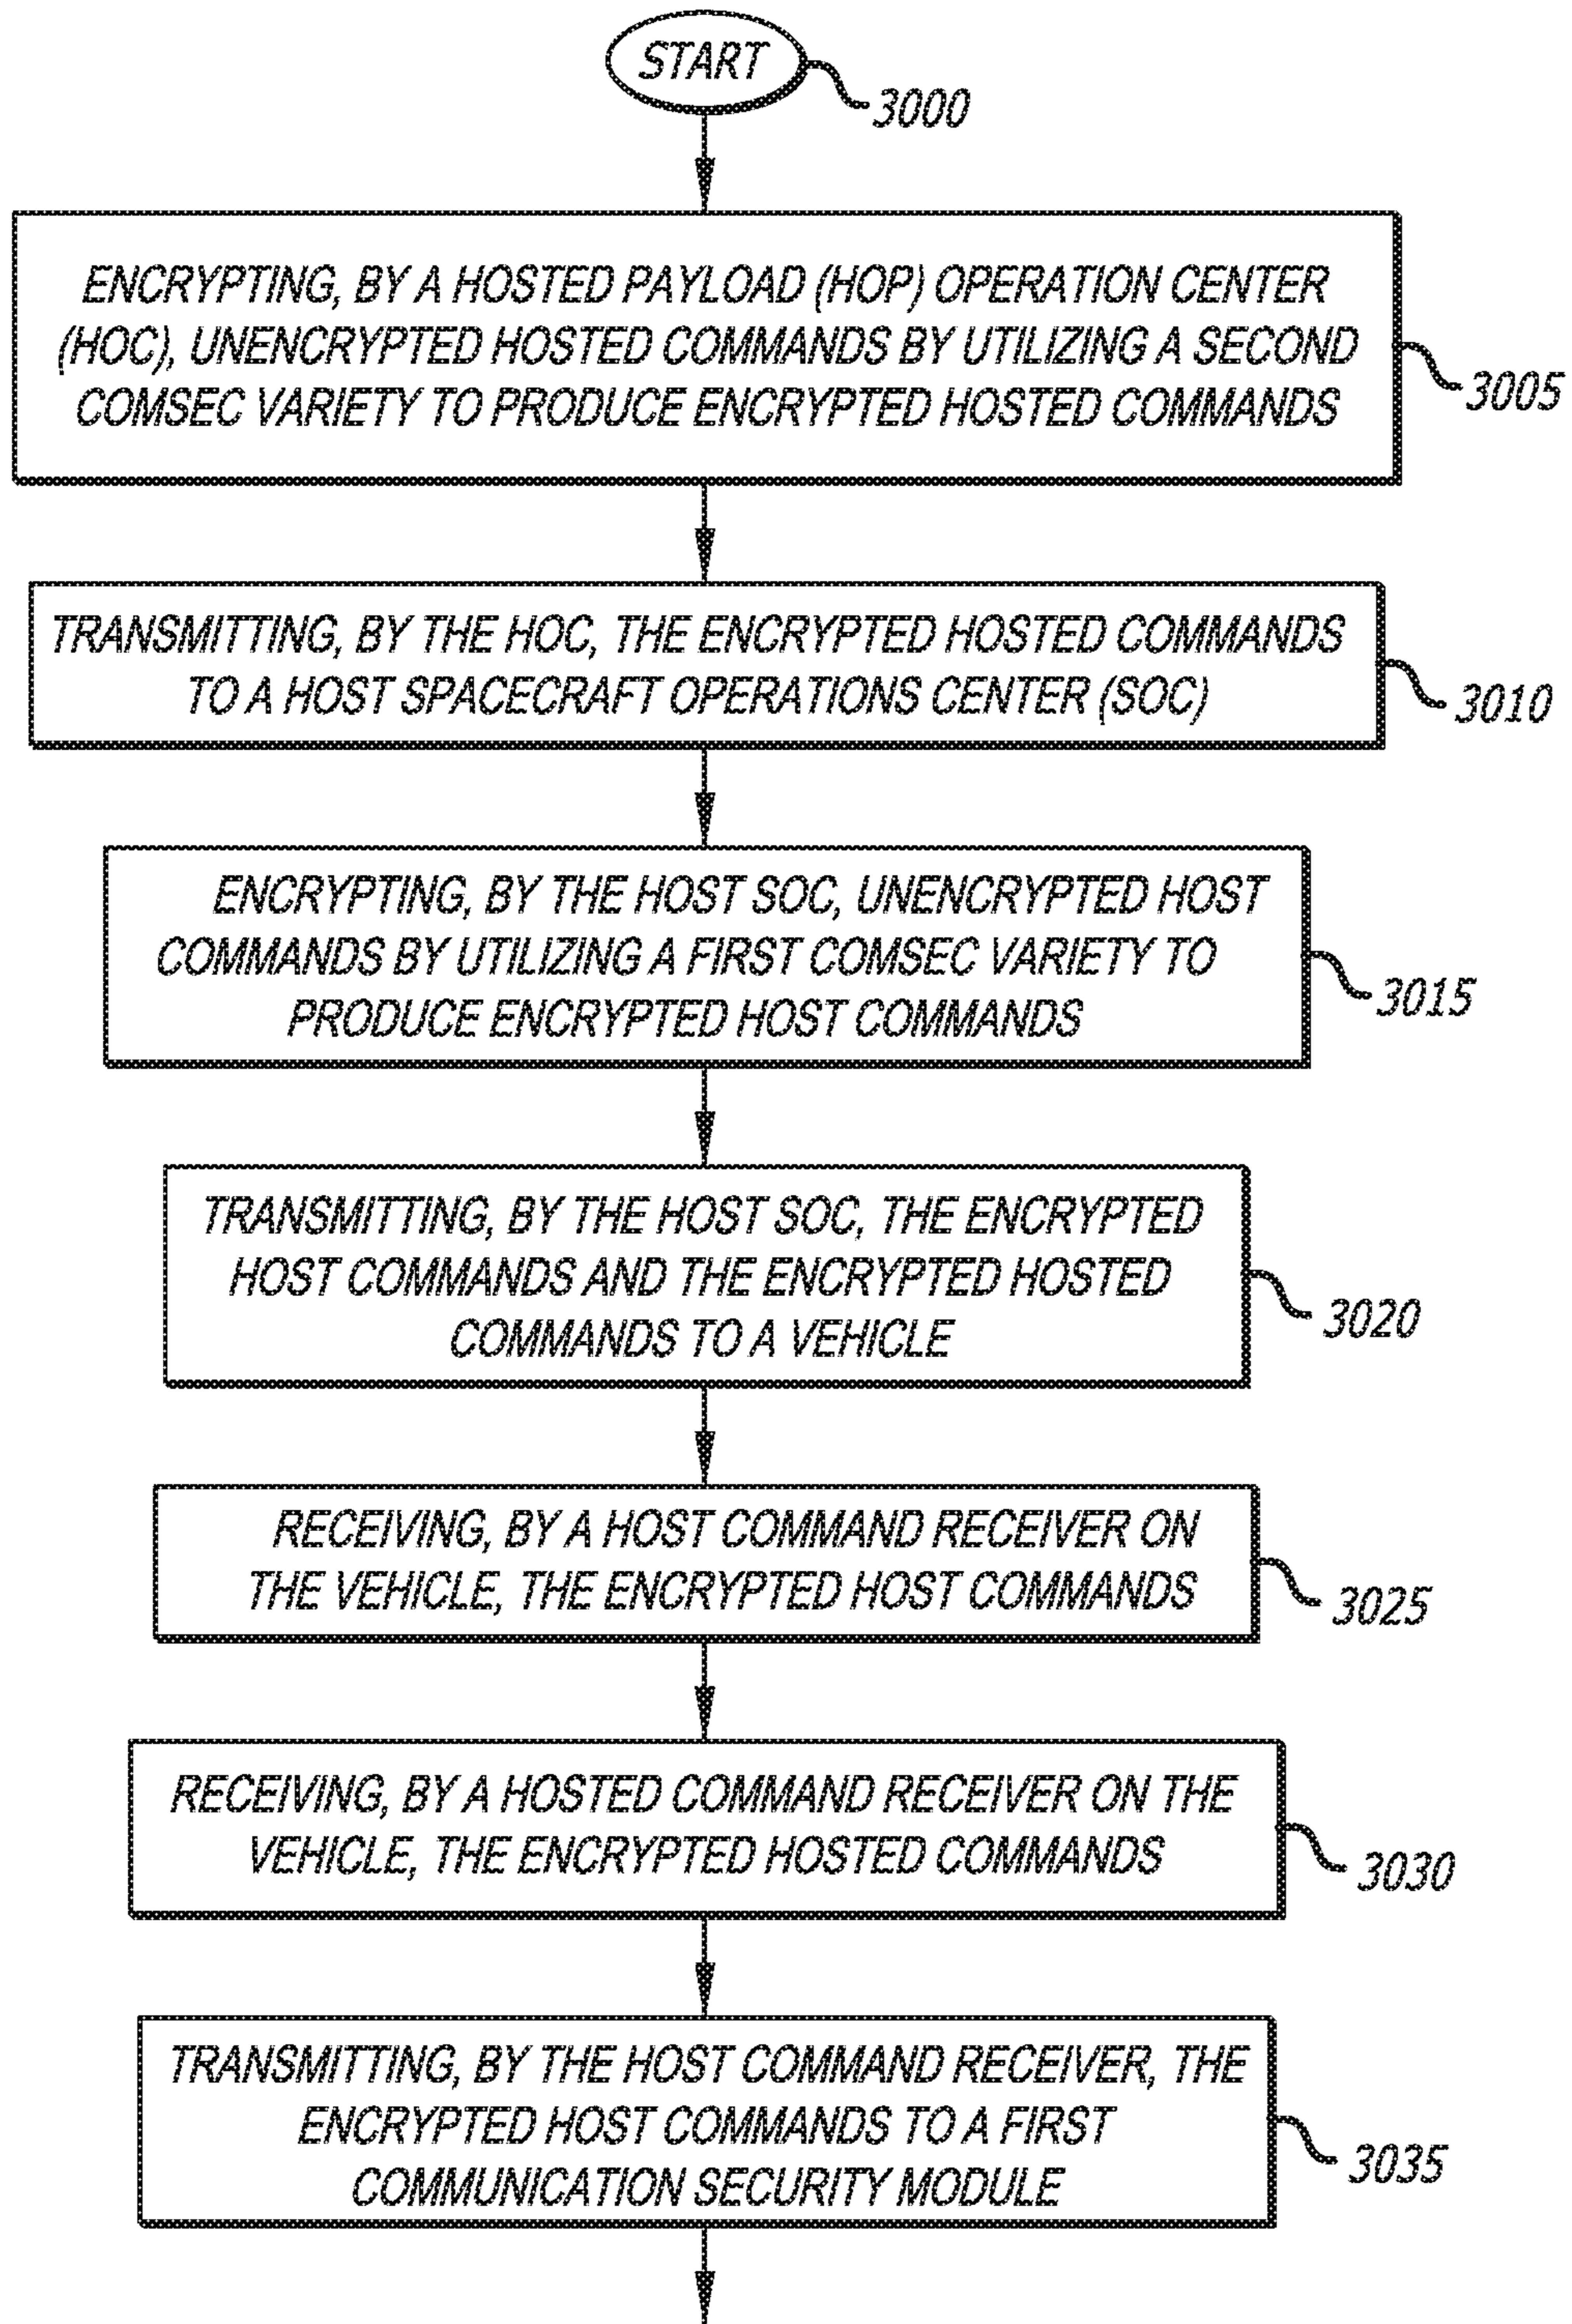 START
3000
ENCRYPTING, BY A HOSTED PAYLOAD (HOP) OPERATION CENTER
(HOC), UNENCRYPTED HOSTED COMMANDS BY UTILIZING A SECOND
COMSEC VARIETY TO PRODUCE ENCRYPTED HOSTED COMMANDS
3005
TRANSMITTING, BY THE HOC, THE ENCRYPTED HOSTED COMMANDS
TO A HOST SPACECRAFT OPERATIONS CENTER (SOC)
3010
ENCRYPTING, BY THE HOST SOC, UNENCRYPTED HOST
COMMANDS BY UTILIZING A FIRST COMSEC VARIETY TO
PRODUCE ENCRYPTED HOST COMMANDS
3015
TRANSMITTING, BY THE HOST SOC, THE ENCRYPTED
HOST COMMANDS AND THE ENCRYPTED HOSTED
COMMANDS TO A VEHICLE
3020
RECEIVING, BY A HOST COMMAND RECEIVER ON
THE VEHICLE, THE ENCRYPTED HOST COMMANDS
3025
RECEIVING, BY A HOSTED COMMAND RECEIVER ON THE
VEHICLE, THE ENCRYPTED HOSTED COMMANDS
3030
TRANSMITTING, BY THE HOST COMMAND RECEIVER, THE
ENCRYPTED HOST COMMANDS TO A FIRST
COMMUNICATION SECURITY MODULE
3035